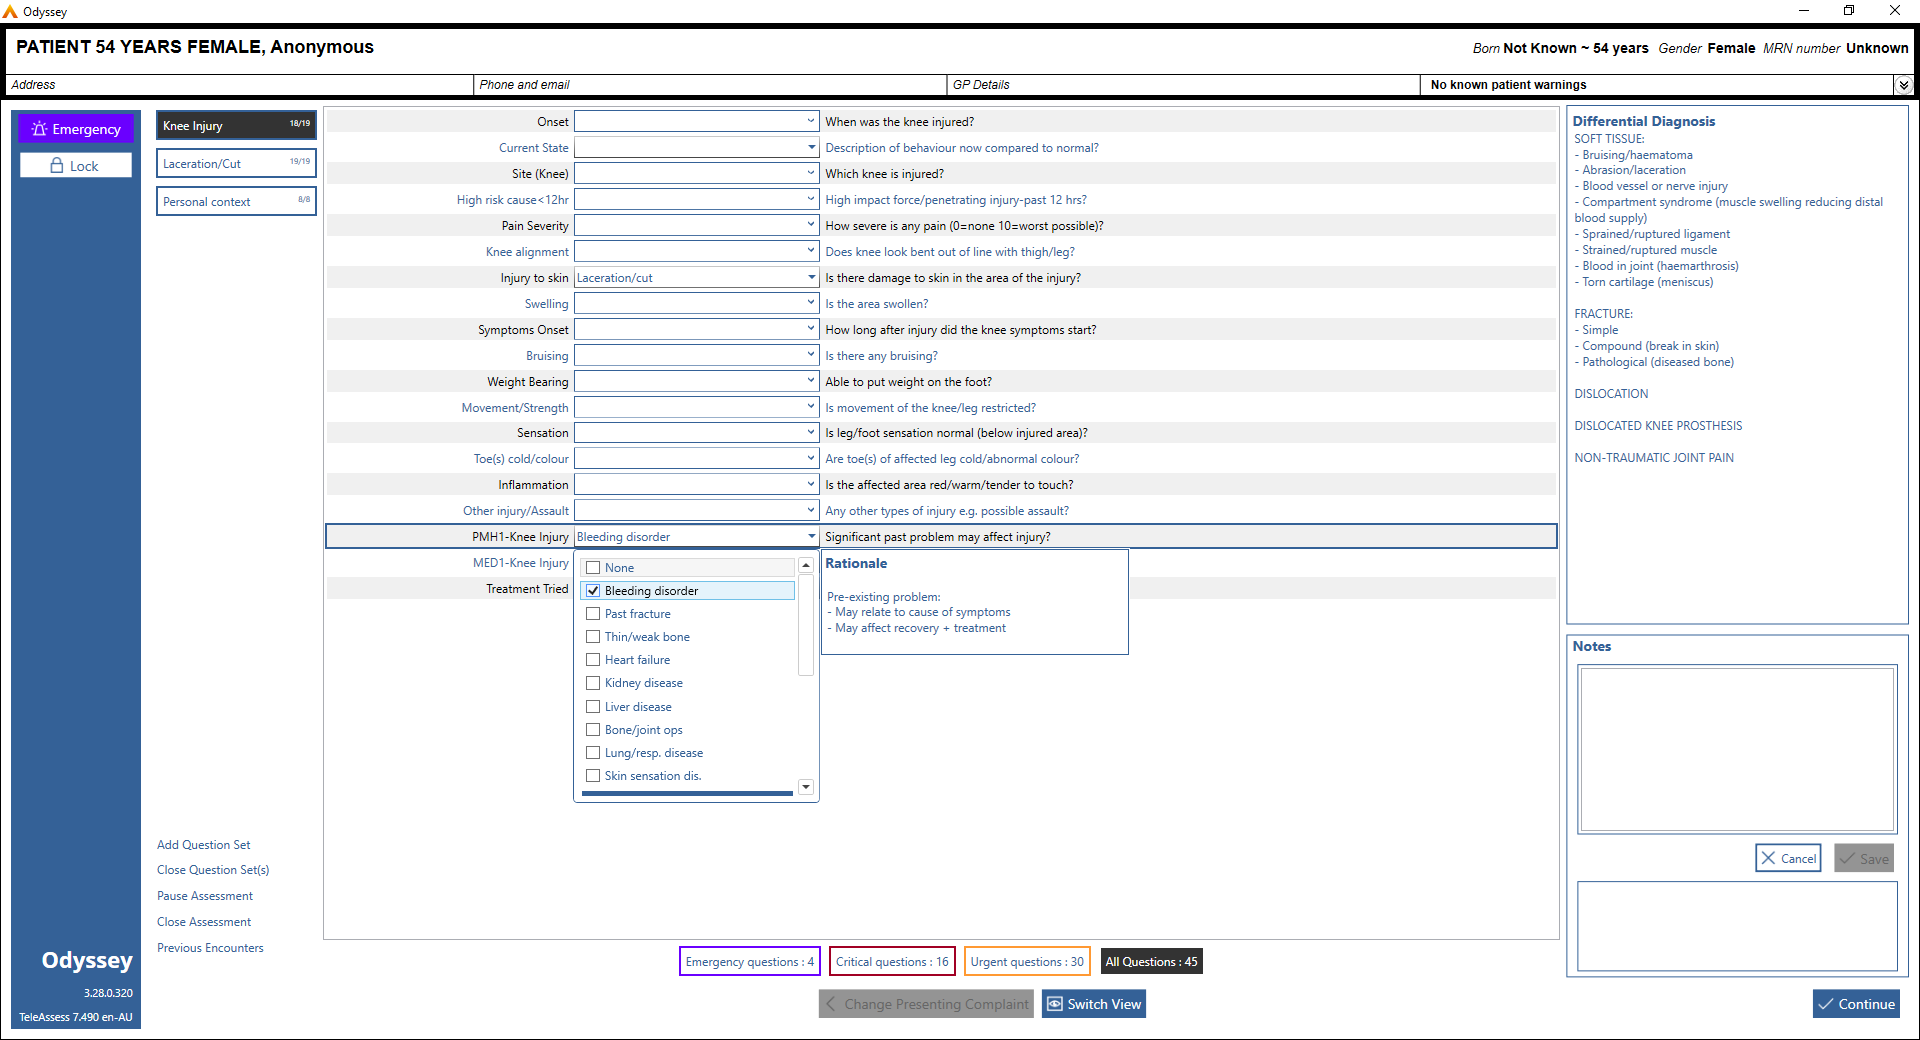 Odyssey
PATIENT 54 YEARS FEMALE, Anonymous
Born Not Known ~ 54 years Gender Female MRN number Unknown
Address
Phone and email
GP Details
No known patient warnings
Emergency
Lock
Knee Injury 18/19
Laceration/Cut 19/19
Personal context 8/8
Onset When was the knee injured?
Current State Description of behaviour now compared to normal?
Site (Knee) Which knee is injured?
High risk cause<12hr High impact force/penetrating injury-past 12 hrs?
Pain Severity How severe is any pain (0=none 10=worst possible)?
Knee alignment Does knee look bent out of line with thigh/leg?
Injury to skin Laceration/cut Is there damage to skin in the area of the injury?
Swelling Is the area swollen?
Symptoms Onset How long after injury did the knee symptoms start?
Bruising Is there any bruising?
Weight Bearing Able to put weight on the foot?
Movement/Strength Is movement of the knee/leg restricted?
Sensation Is leg/foot sensation normal (below injured area)?
Toe(s) cold/colour Are toe(s) of affected leg cold/abnormal colour?
Inflammation Is the affected area red/warm/tender to touch?
Other injury/Assault Any other types of injury e.g. possible assault?
PMH1-Knee Injury Bleeding disorder Significant past problem may affect injury?
MED1-Knee Injury
Treatment Tried
None
Bleeding disorder
Past fracture
Thin/weak bone
Heart failure
Kidney disease
Liver disease
Bone/joint ops
Lung/resp. disease
Skin sensation dis.
Rationale
Pre-existing problem:
- May relate to cause of symptoms
- May affect recovery + treatment
Differential Diagnosis
SOFT TISSUE:
- Bruising/haematoma
- Abrasion/laceration
- Blood vessel or nerve injury
- Compartment syndrome (muscle swelling reducing distal
blood supply)
- Sprained/ruptured ligament
- Strained/ruptured muscle
- Blood in joint (haemarthrosis)
- Torn cartilage (meniscus)
FRACTURE:
- Simple
- Compound (break in skin)
- Pathological (diseased bone)
DISLOCATION
DISLOCATED KNEE PROSTHESIS
NON-TRAUMATIC JOINT PAIN
Notes
Cancel
Save
Add Question Set
Close Question Set(s)
Pause Assessment
Close Assessment
Previous Encounters
Odyssey
3.28.0.320
TeleAssess 7.490 en-AU
Emergency questions : 4
Critical questions : 16
Urgent questions : 30
All Questions : 45
Change Presenting Complaint
Switch View
Continue